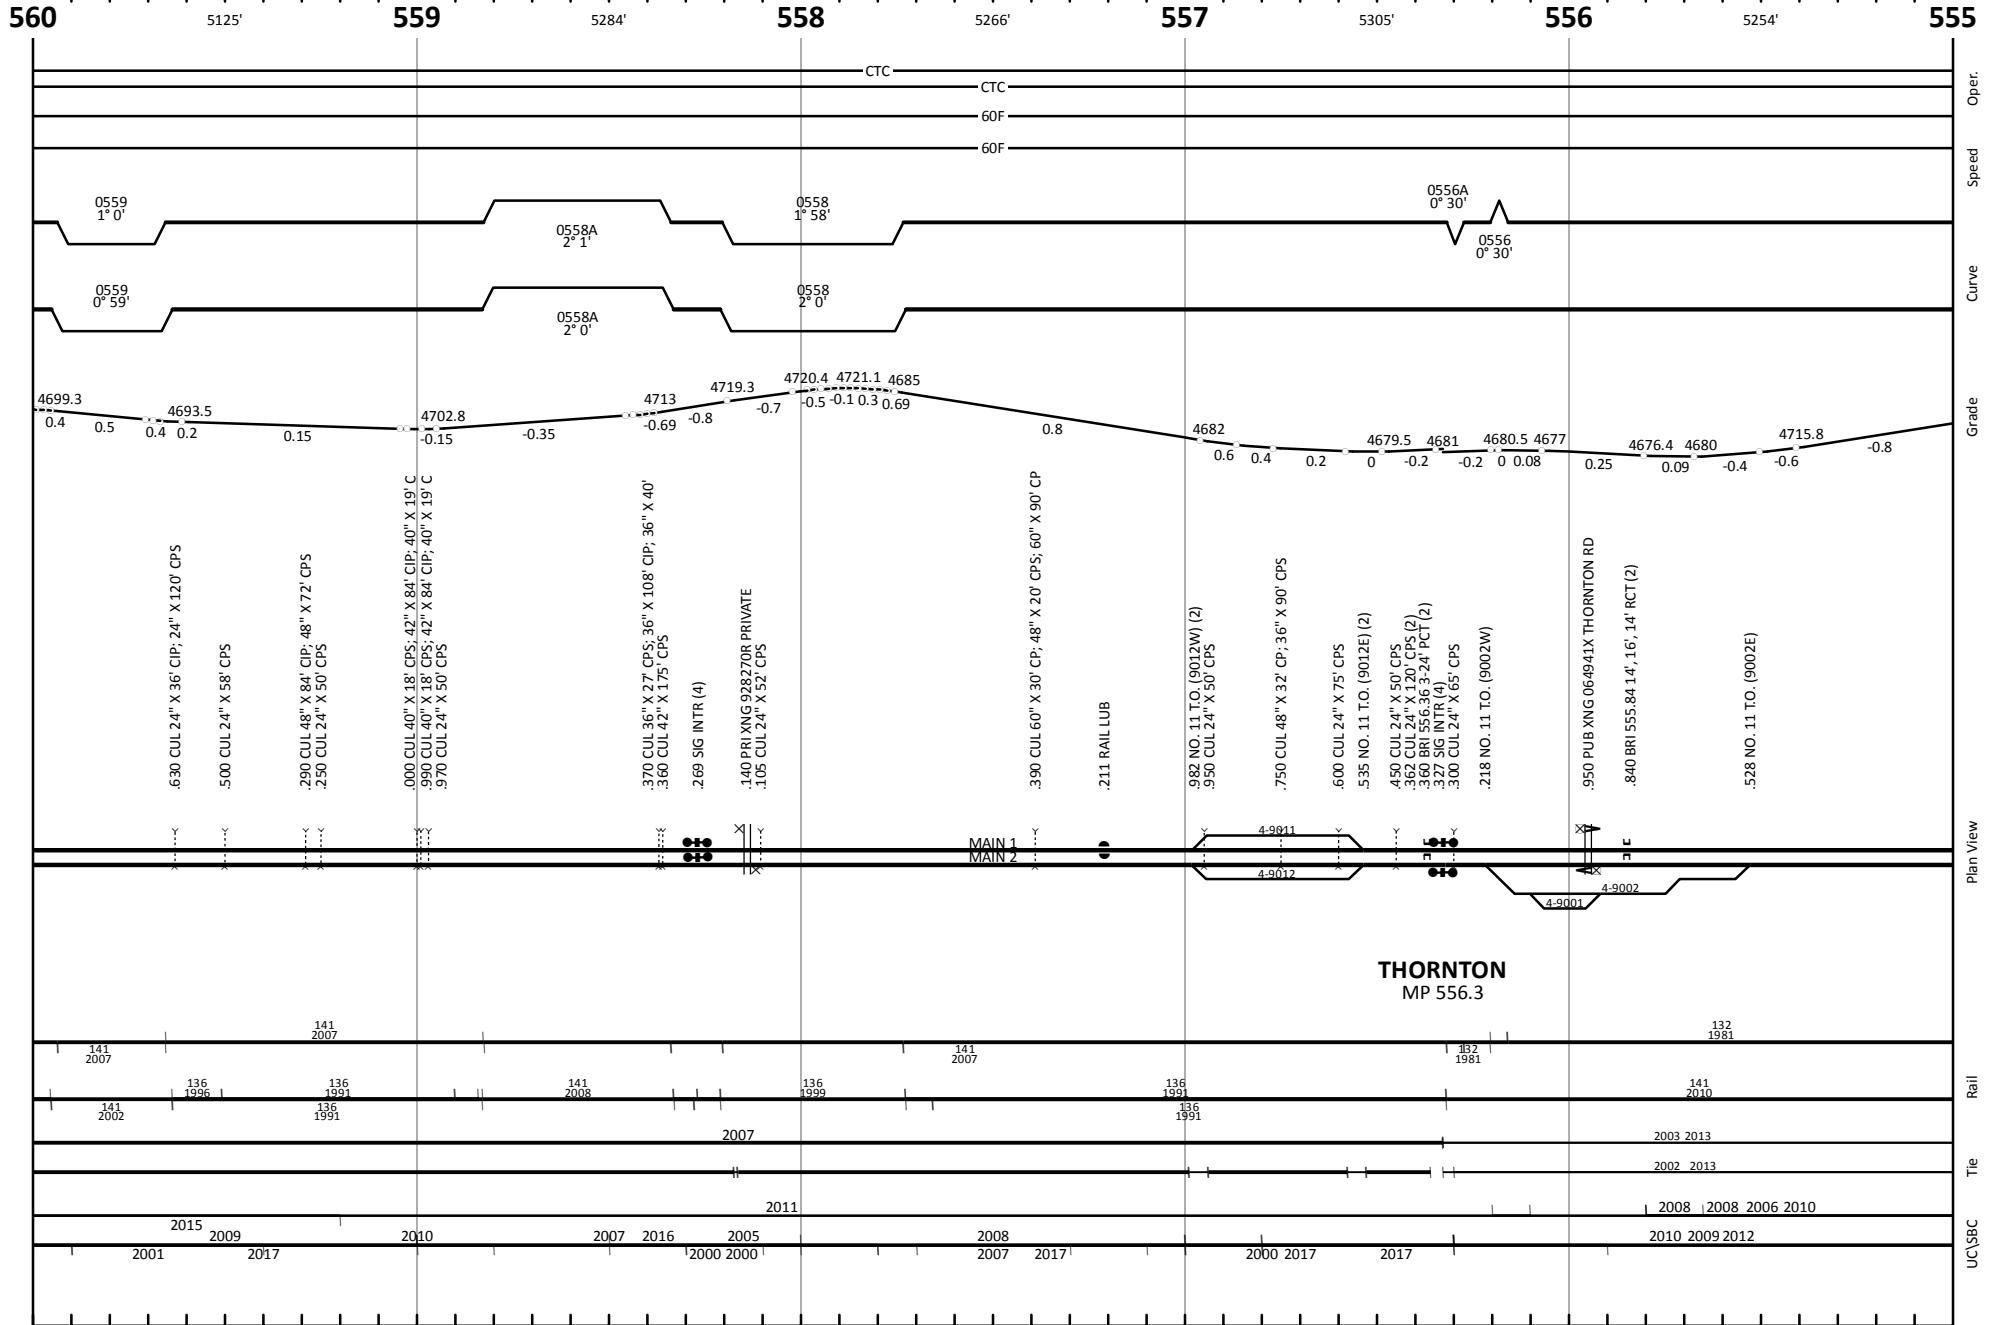 560 5125' 559 5284' 558 5266' 557 5305' 556 5254' 555
CTC
CTC
Oper.
60F
60F
Speed
0559
1° 0'
0558A
2° 1'
0558
1° 58'
0556A
0° 30'
0556
0° 30'
0559
0° 59'
0558A
2° 0'
0558
2° 0'
Curve
4699.3 4693.5 4702.8 4713 4719.3 4720.4 4721.1 4685 4682 4679.5 4681 4680.5 4677 4676.4 4680 4715.8
0.4 0.5 0.4 0.2 0.15 -0.15 -0.35 -0.69 -0.8 -0.7 -0.5 -0.1 0.3 0.69 0.8 0.6 0.4 0.2 0 -0.2 -0.2 0 0.08 0.25 0.09 -0.4 -0.6 -0.8
Grade
.630 CUL 24" X 36' CIP; 24" X 120' CPS
.500 CUL 24" X 58' CPS
.290 CUL 48" X 84' CIP; 48" X 72' CPS
.250 CUL 24" X 50' CPS
.000 CUL 40" X 18' CPS; 42" X 84' CIP; 40" X 19' C
.990 CUL 40" X 18' CPS; 42" X 84' CIP; 40" X 19' C
.970 CUL 24" X 50' CPS
.370 CUL 36" X 27' CPS; 36" X 108' CIP; 36" X 40'
.360 CUL 42" X 175' CPS
.269 SIG INTR (4)
.140 PRI XNG 928270R PRIVATE
.105 CUL 24" X 52' CPS
.390 CUL 60" X 30' CP; 48" X 20' CPS; 60" X 90' CP
.211 RAIL LUB
.982 NO. 11 T.O. (9012W) (2)
.950 CUL 24" X 50' CPS
.750 CUL 48" X 32' CP; 36" X 90' CPS
.600 CUL 24" X 75' CPS
.535 NO. 11 T.O. (9012E) (2)
.450 CUL 24" X 50' CPS
.362 CUL 24" X 120' CPS (2)
.360 BRI 556.36 3-24' PCT (2)
.327 SIG INTR (4)
.300 CUL 24" X 65' CPS
.218 NO. 11 T.O. (9002W)
.950 PUB XNG 064941X THORNTON RD
.840 BRI 555.84 14', 16', 14' RCT (2)
.528 NO. 11 T.O. (9002E)
MAIN 1
MAIN 2
4-9011
4-9012
4-9002
4-9001
Plan View
THORNTON
MP 556.3
141
2007
141
2007
141
2007
132
1981
132
1981
136
1996
136
1991
141
2008
136
1999
136
1991
141
2010
141
2002
136
1991
136
1991
Rail
2007 2003 2013
2002 2013
Tie
2011 2008 2008 2006 2010
2015
2009 2010 2007 2016 2005 2008 2010 2009 2012
2001 2017 2000 2000 2007 2017 2000 2017 2017
UC\SBC